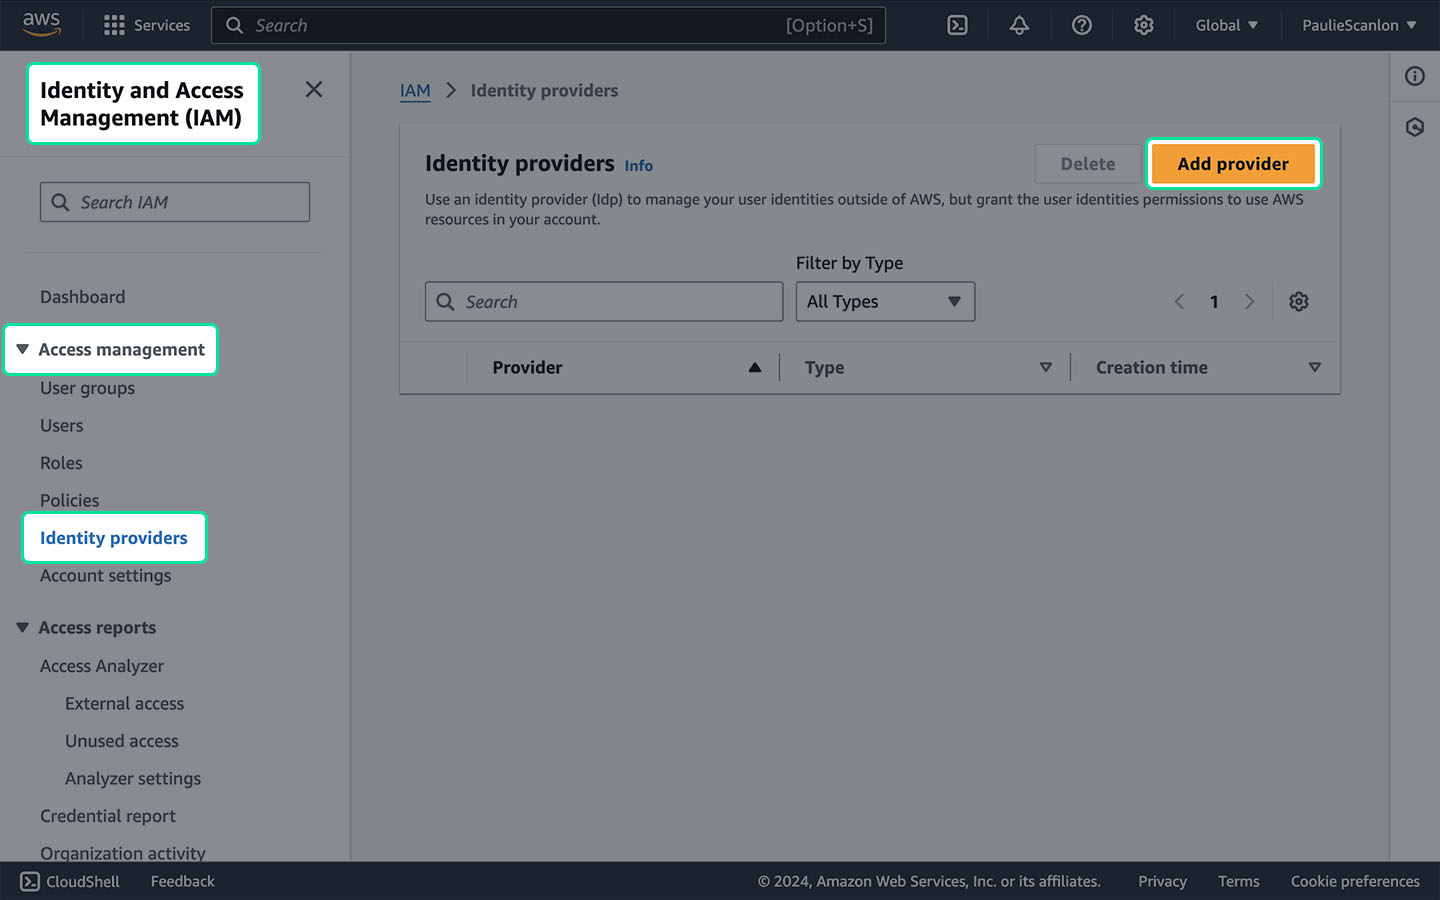 aws
Services
Search
[Option+S]
Global
PaulieScanlon
Identity and Access
Management (IAM)
Search IAM
Dashboard
Access management
User groups
Users
Roles
Policies
Identity providers
Account settings
Access reports
Access Analyzer
External access
Unused access
Analyzer settings
Credential report
Organization activity
IAM
Identity providers
Identity providers Info
Delete
Add provider
Use an identity provider (Idp) to manage your user identities outside of AWS, but grant the user identities permissions to use AWS
resources in your account.
Filter by Type
Search
All Types
1
Provider
Type
Creation time
CloudShell
Feedback
© 2024, Amazon Web Services, Inc. or its affiliates.
Privacy
Terms
Cookie preferences